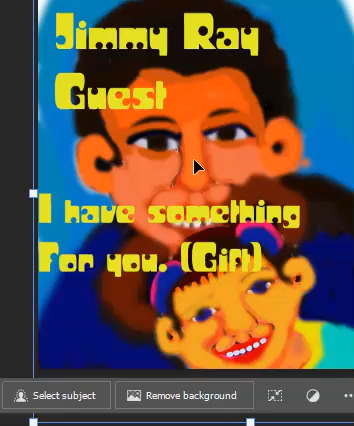 Jimmy Ray
Guest
I have something
For you. (Gift)
Select subject
Remove background